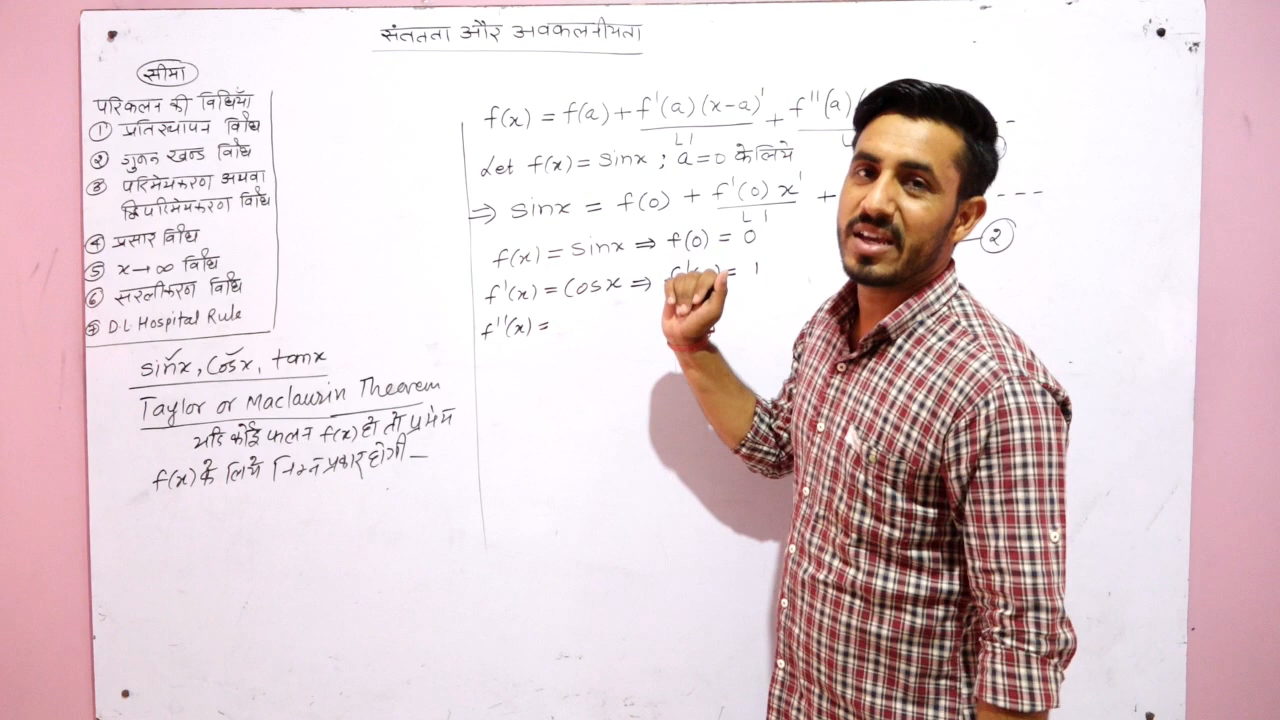 संततता और अवकलनीयता
सीमा
परिकलन की विधियाँ
① प्रतिस्थापन विधि
② गुनन खण्ड विधि
③ परिमेयकरण अथवा
द्विपरिमेयकरण विधि
④ प्रसार विधि
⑤ x→∞ विधि
⑥ सरलीकरण विधि
⑦ D.L Hospital Rule
sinx, Cosx, tanx
Taylor or Maclaurin Theorem
यदि कोई फलन f(x) हो तो प्रमेय
f(x) के लिये निम्न प्रकार होगी –
f(x) = f(a) + f'(a)(x-a)'/L1 + f''(a)( - -
Let f(x) = sinx ; a=0 के लिये
⇒ sinx = f(0) + f'(0) x'/L1 + - - - -
②
f(x) = sinx ⇒ f(0) = 0
f'(x) = Cosx ⇒ = 1
f''(x) =